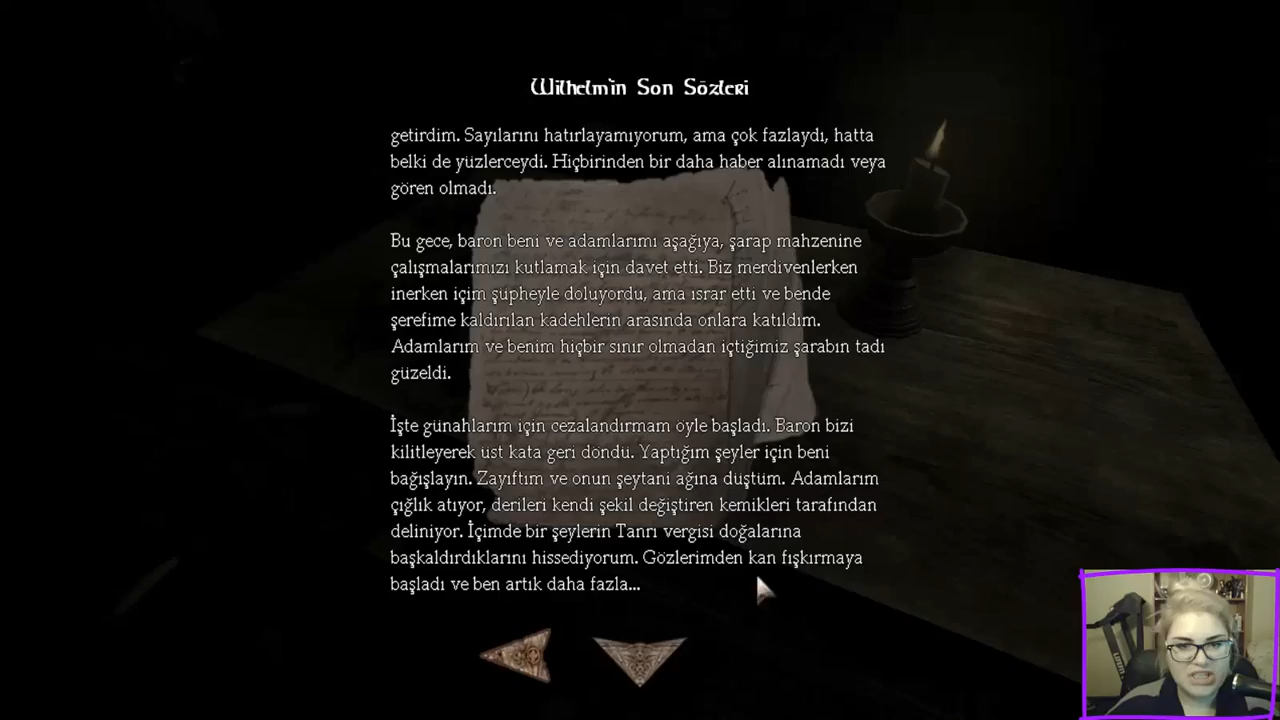 Wilhelm'in Son Sözleri
getirdim. Sayılarını hatırlayamıyorum, ama çok fazlaydı, hatta
belki de yüzlerceydi. Hiçbirinden bir daha haber alınamadı veya
gören olmadı.
Bu gece, baron beni ve adamlarımı aşağıya, şarap mahzenine
çalışmalarımızı kutlamak için davet etti. Biz merdivenlerken
inerken içim şüpheyle doluyordu, ama ısrar etti ve bende
şerefime kaldırılan kadehlerin arasında onlara katıldım.
Adamlarım ve benim hiçbir sınır olmadan içtiğimiz şarabın tadı
güzeldi.
İşte günahlarım için cezalandırmam öyle başladı. Baron bizi
kilitleyerek üst kata geri döndü. Yaptığım şeyler için beni
bağışlayın. Zayıftım ve onun şeytani ağına düştüm. Adamlarım
çığlık atıyor, derileri kendi şekil değiştiren kemikleri tarafından
deliniyor. İçimde bir şeylerin Tanrı vergisi doğalarına
başkaldırdıklarını hissediyorum. Gözlerimden kan fışkırmaya
başladı ve ben artık daha fazla...